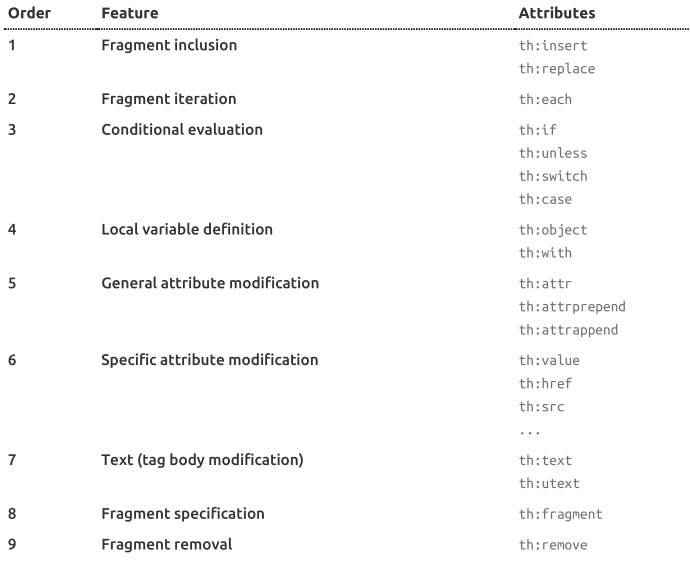 Order Feature Attributes
1 Fragment inclusion th:insert
th:replace
2 Fragment iteration th:each
3 Conditional evaluation th:if
th:unless
th:switch
th:case
4 Local variable definition th:object
th:with
5 General attribute modification th:attr
th:attrprepend
th:attrappend
6 Specific attribute modification th:value
th:href
th:src
...
7 Text (tag body modification) th:text
th:utext
8 Fragment specification th:fragment
9 Fragment removal th:remove